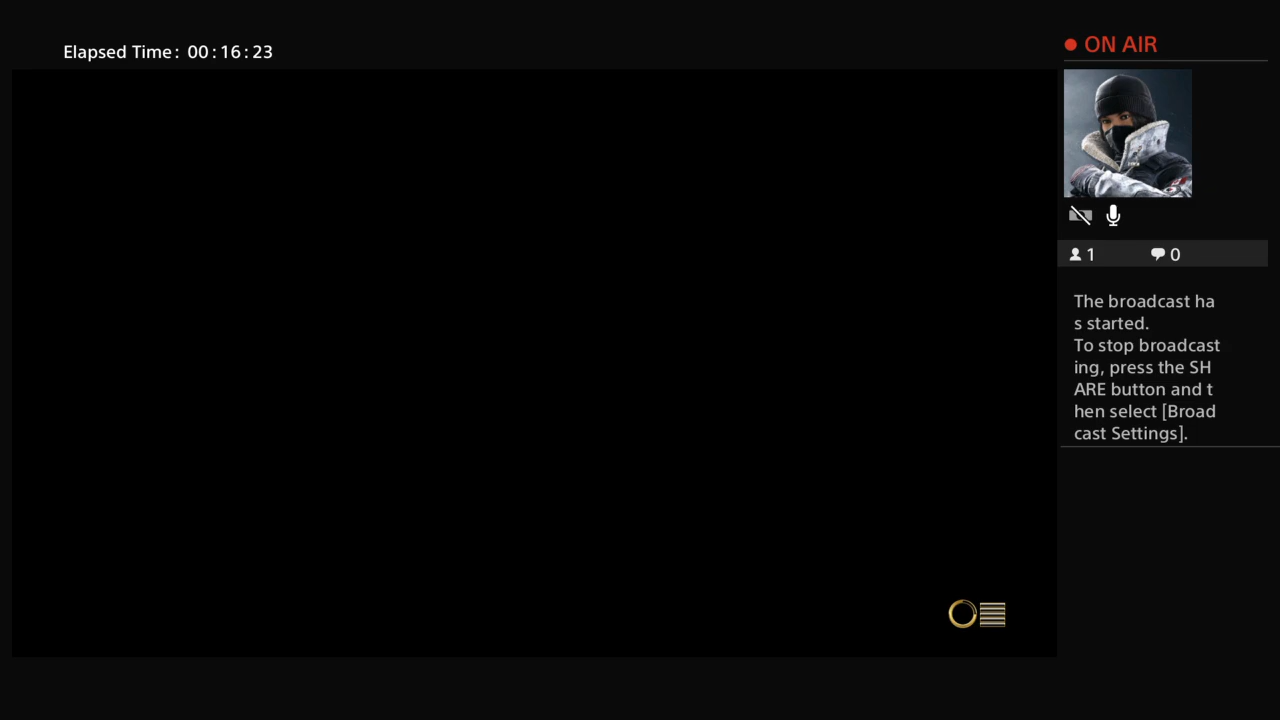 Elapsed Time: 00:16:23
ON AIR
1 0
The broadcast ha
s started.
To stop broadcast
ing, press the SH
ARE button and t
hen select [Broad
cast Settings].